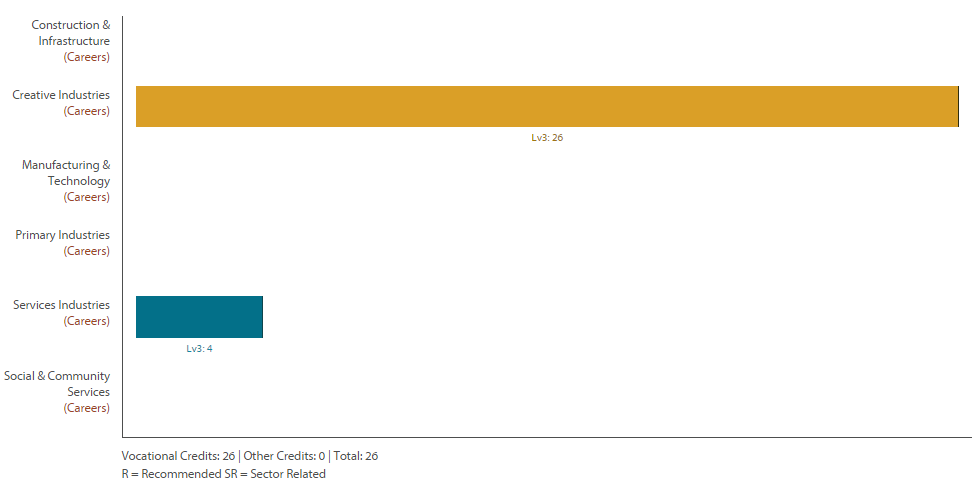 Construction &
Infrastructure
(Careers)
Creative Industries
(Careers)
Lv3: 26
Manufacturing &
Technology
(Careers)
Primary Industries
(Careers)
Services Industries
(Careers)
Lv3: 4
Social & Community
Services
(Careers)
Vocational Credits: 26 | Other Credits: 0 | Total: 26
R = Recommended SR = Sector Related